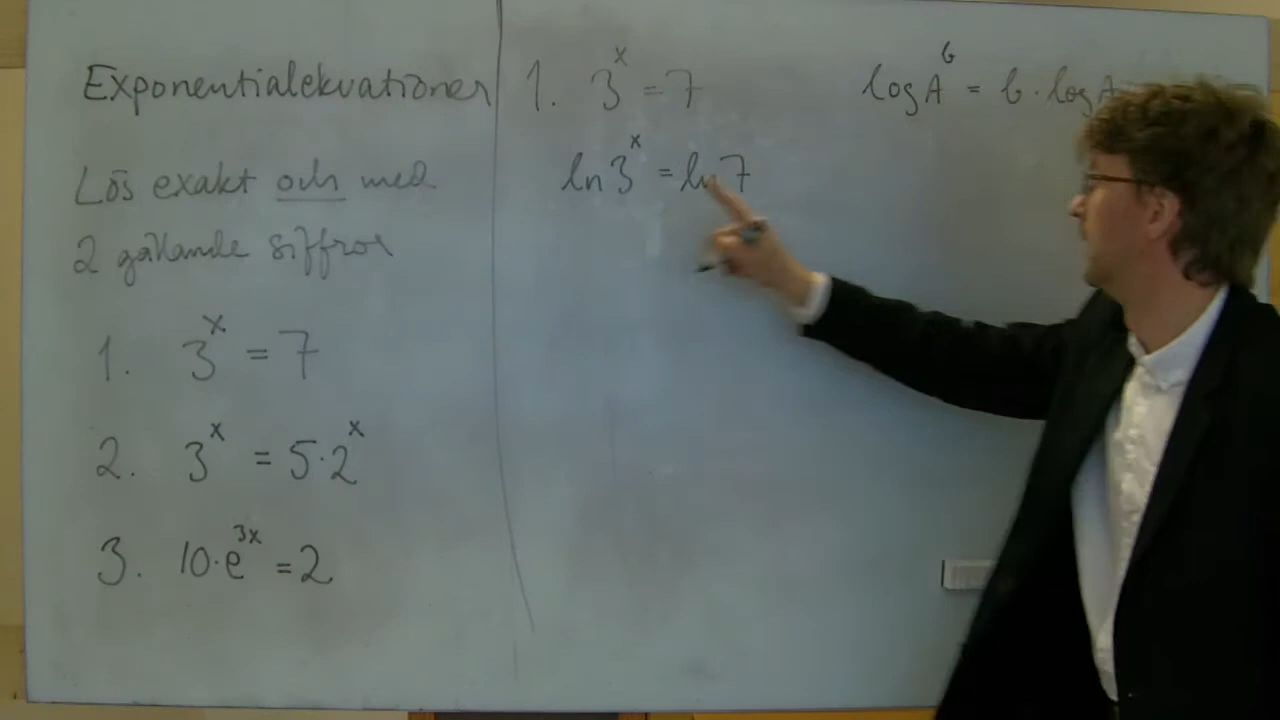 Exponentialekvationer
Lös exakt och med
2 gällande siffror
1. 3^x = 7
2. 3^x = 5·2^x
3. 10·e^3x = 2
1. 3^x = 7
ln 3^x = ln 7
log A^b = b · log A